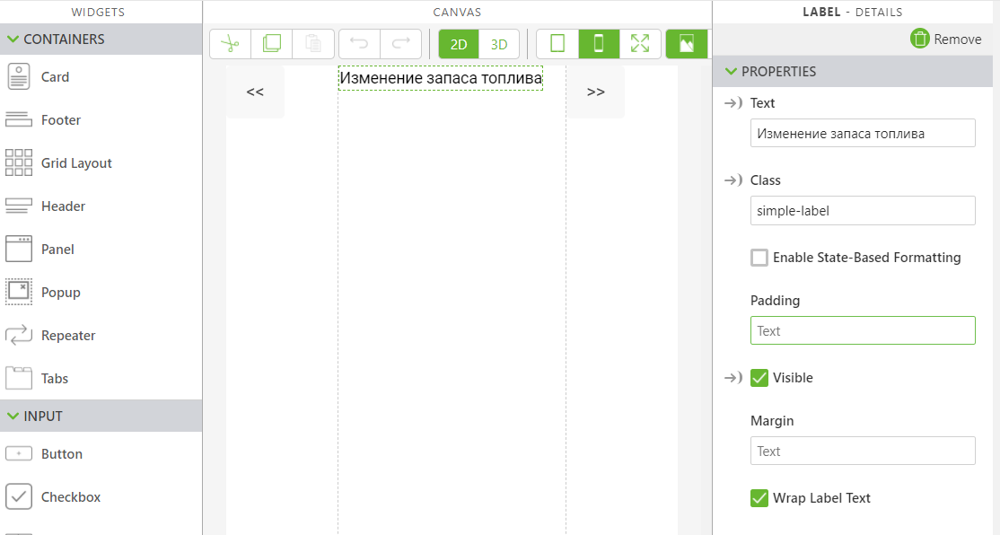 WIDGETS
CONTAINERS
Card
Footer
Grid Layout
Header
Panel
Popup
Repeater
Tabs
INPUT
Button
Checkbox
CANVAS
2D 3D
<< Изменение запаса топлива >>
LABEL - DETAILS
Remove
PROPERTIES
Text
Изменение запаса топлива
Class
simple-label
Enable State-Based Formatting
Padding
Text
Visible
Margin
Text
Wrap Label Text